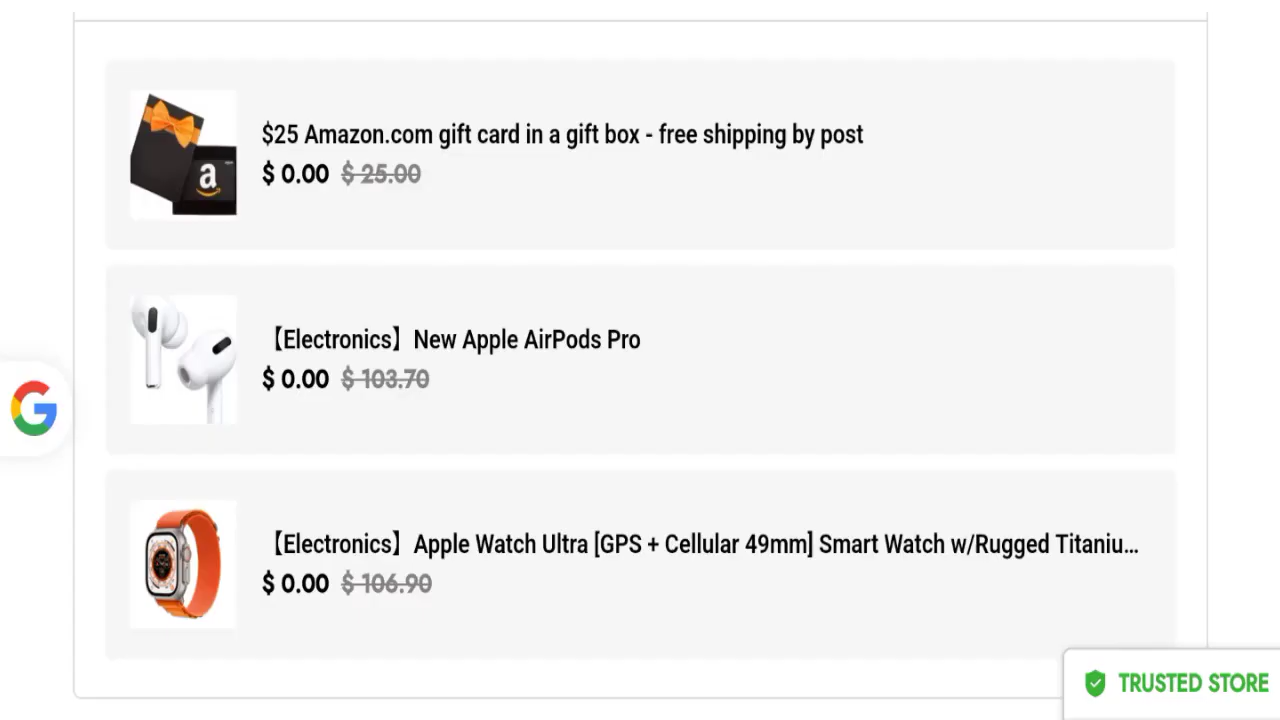 $25 Amazon.com gift card in a gift box - free shipping by post
$ 0.00 $ 25.00
a
【Electronics】New Apple AirPods Pro
$ 0.00 $ 103.70
G
【Electronics】Apple Watch Ultra [GPS + Cellular 49mm] Smart Watch w/Rugged Titaniu...
$ 0.00 $ 106.90
TRUSTED STORE